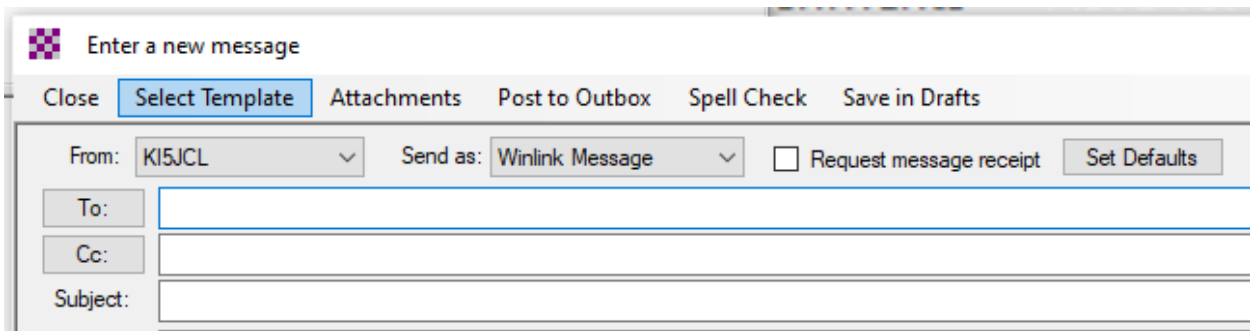 Enter a new message
Close Select Template Attachments Post to Outbox Spell Check Save in Drafts
From: KI5JCL Send as: Winlink Message Request message receipt Set Defaults
To:
Cc:
Subject: